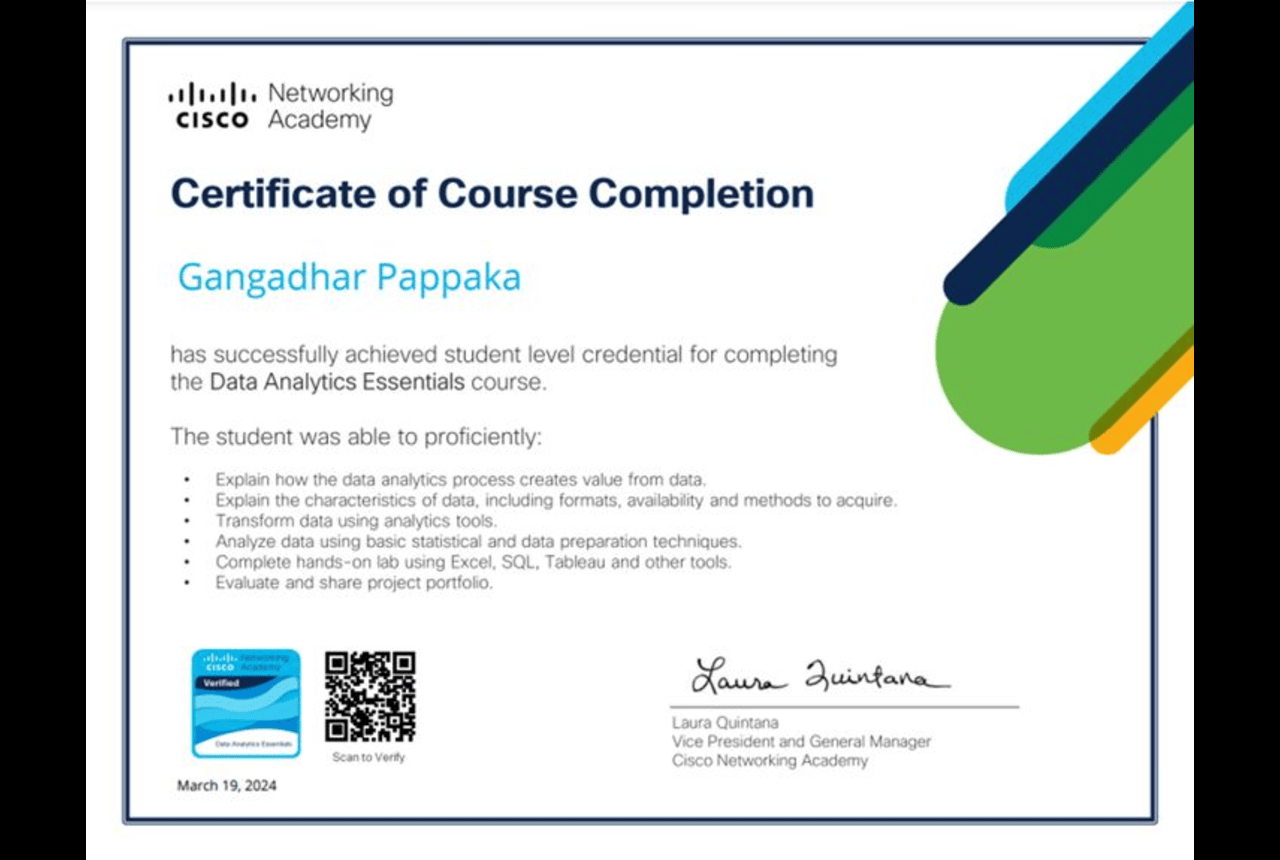 Networking
CISCO Academy
Certificate of Course Completion
Gangadhar Pappaka
has successfully achieved student level credential for completing
the Data Analytics Essentials course.
The student was able to proficiently:
• Explain how the data analytics process creates value from data.
• Explain the characteristics of data, including formats, availability and methods to acquire.
• Transform data using analytics tools.
• Analyze data using basic statistical and data preparation techniques.
• Complete hands-on lab using Excel, SQL, Tableau and other tools.
• Evaluate and share project portfolio.
Networking
CISCO Academy
Verified
Data Analytics Essentials
Scan to Verify
March 19, 2024
Laura Quintana
Laura Quintana
Vice President and General Manager
Cisco Networking Academy